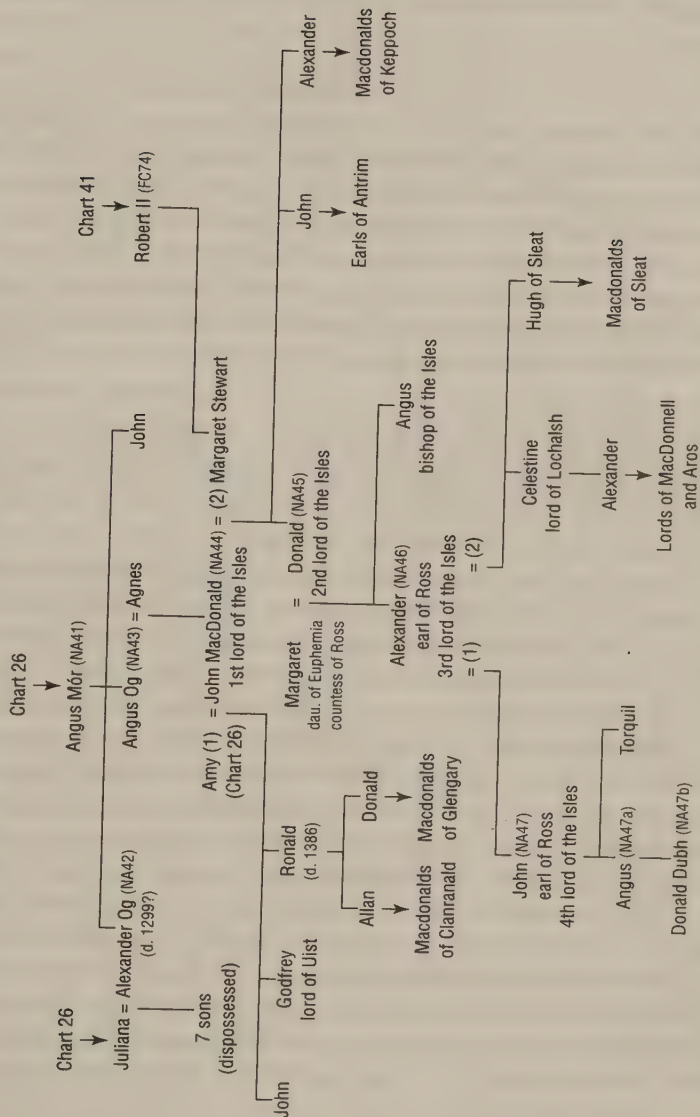 Chart 26
Angus Mór (NA41)
Chart 26
Juliana = Alexander Og (NA42)
(d. 1299?)
7 sons
(dispossessed)
Angus Og (NA43) = Agnes
John
Chart 41
Robert II (FC74)
Amy (1)
(Chart 26)
= John MacDonald (NA44) = (2) Margaret Stewart
1st lord of the Isles
John
Godfrey
lord of Uist
Ronald
(d. 1386)
Allan
Macdonalds
of Clanranald
Donald
Macdonalds
of Glengary
Margaret
dau. of Euphemia
countess of Ross
=
Donald (NA45)
2nd lord of the Isles
John
Earls of Antrim
Alexander
Macdonalds
of Keppoch
Alexander (NA46)
earl of Ross
3rd lord of the Isles
= (1)
= (2)
Angus
bishop of the Isles
John (NA47)
earl of Ross
4th lord of the Isles
Angus (NA47a)
Torquil
Donald Dubh (NA47b)
Celestine
lord of Lochalsh
Alexander
Lords of MacDonnell
and Aros
Hugh of Sleat
Macdonalds
of Sleat